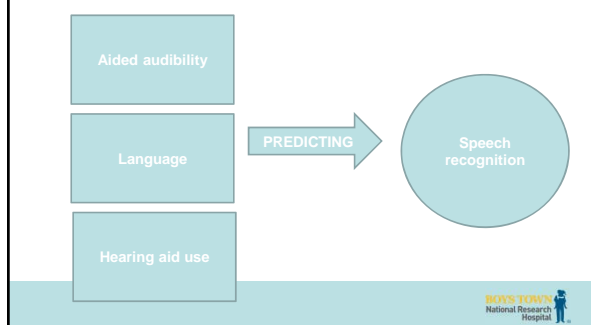 Aided audibility
Language
Hearing aid use
PREDICTING
Speech
recognition
BOYS TOWN
National Research
Hospital